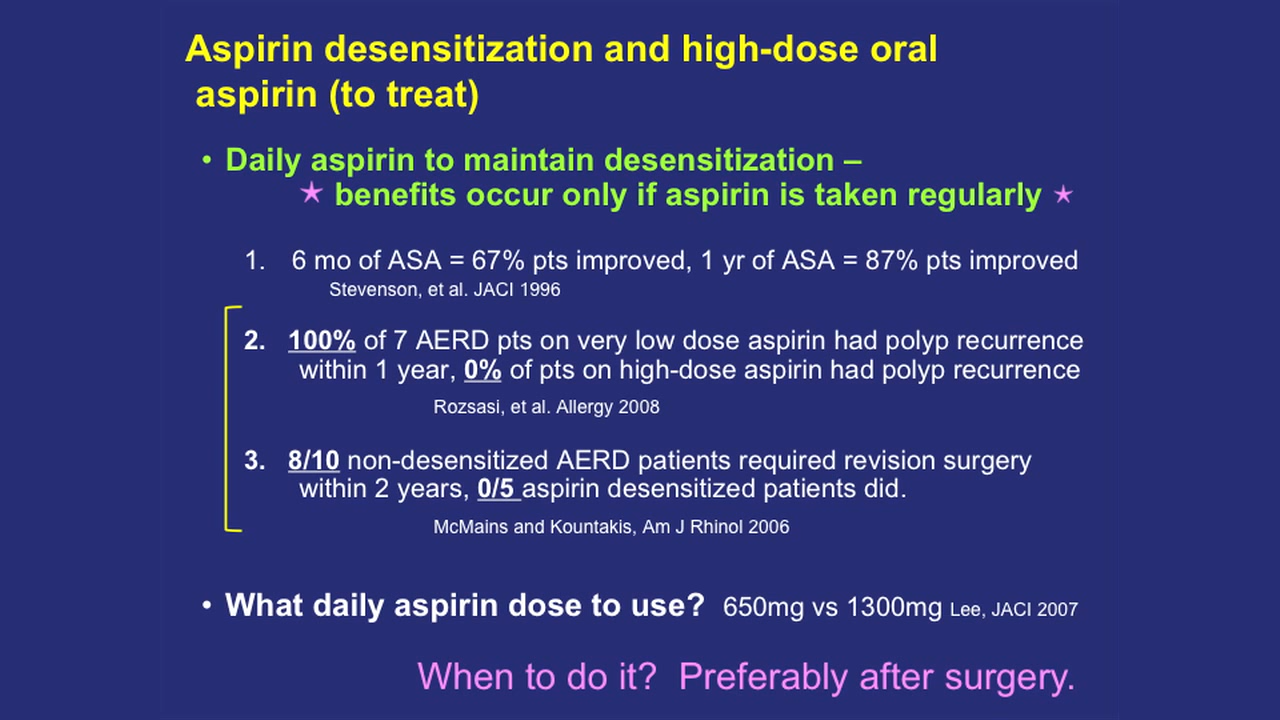 Aspirin desensitization and high-dose oral
aspirin (to treat)
• Daily aspirin to maintain desensitization –
★ benefits occur only if aspirin is taken regularly ★
1. 6 mo of ASA = 67% pts improved, 1 yr of ASA = 87% pts improved
Stevenson, et al. JACI 1996
2. 100% of 7 AERD pts on very low dose aspirin had polyp recurrence
within 1 year, 0% of pts on high-dose aspirin had polyp recurrence
Rozsasi, et al. Allergy 2008
3. 8/10 non-desensitized AERD patients required revision surgery
within 2 years, 0/5 aspirin desensitized patients did.
McMains and Kountakis, Am J Rhinol 2006
• What daily aspirin dose to use? 650mg vs 1300mg Lee, JACI 2007
When to do it? Preferably after surgery.